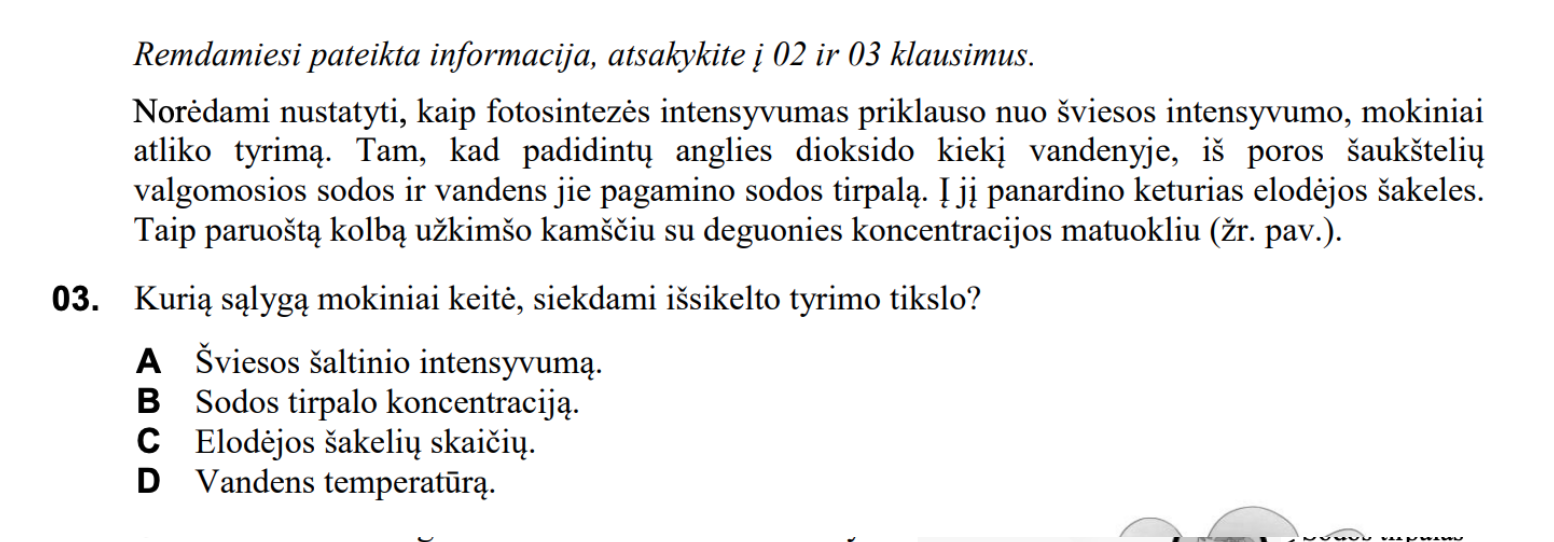 Remdamiesi pateikta informacija, atsakykite į 02 ir 03 klausimus.
Norėdami nustatyti, kaip fotosintezės intensyvumas priklauso nuo šviesos intensyvumo, mokiniai
atliko tyrimą. Tam, kad padidintų anglies dioksido kiekį vandenyje, iš poros šaukštelių
valgomosios sodos ir vandens jie pagamino sodos tirpalą. Į jį panardino keturias elodėjos šakeles.
Taip paruoštą kolbą užkimšo kamščiu su deguonies koncentracijos matuokliu (žr. pav.).
03. Kurią sąlygą mokiniai keitė, siekdami išsikelto tyrimo tikslo?
A Šviesos šaltinio intensyvumą.
B Sodos tirpalo koncentraciją.
C Elodėjos šakelių skaičių.
D Vandens temperatūrą.